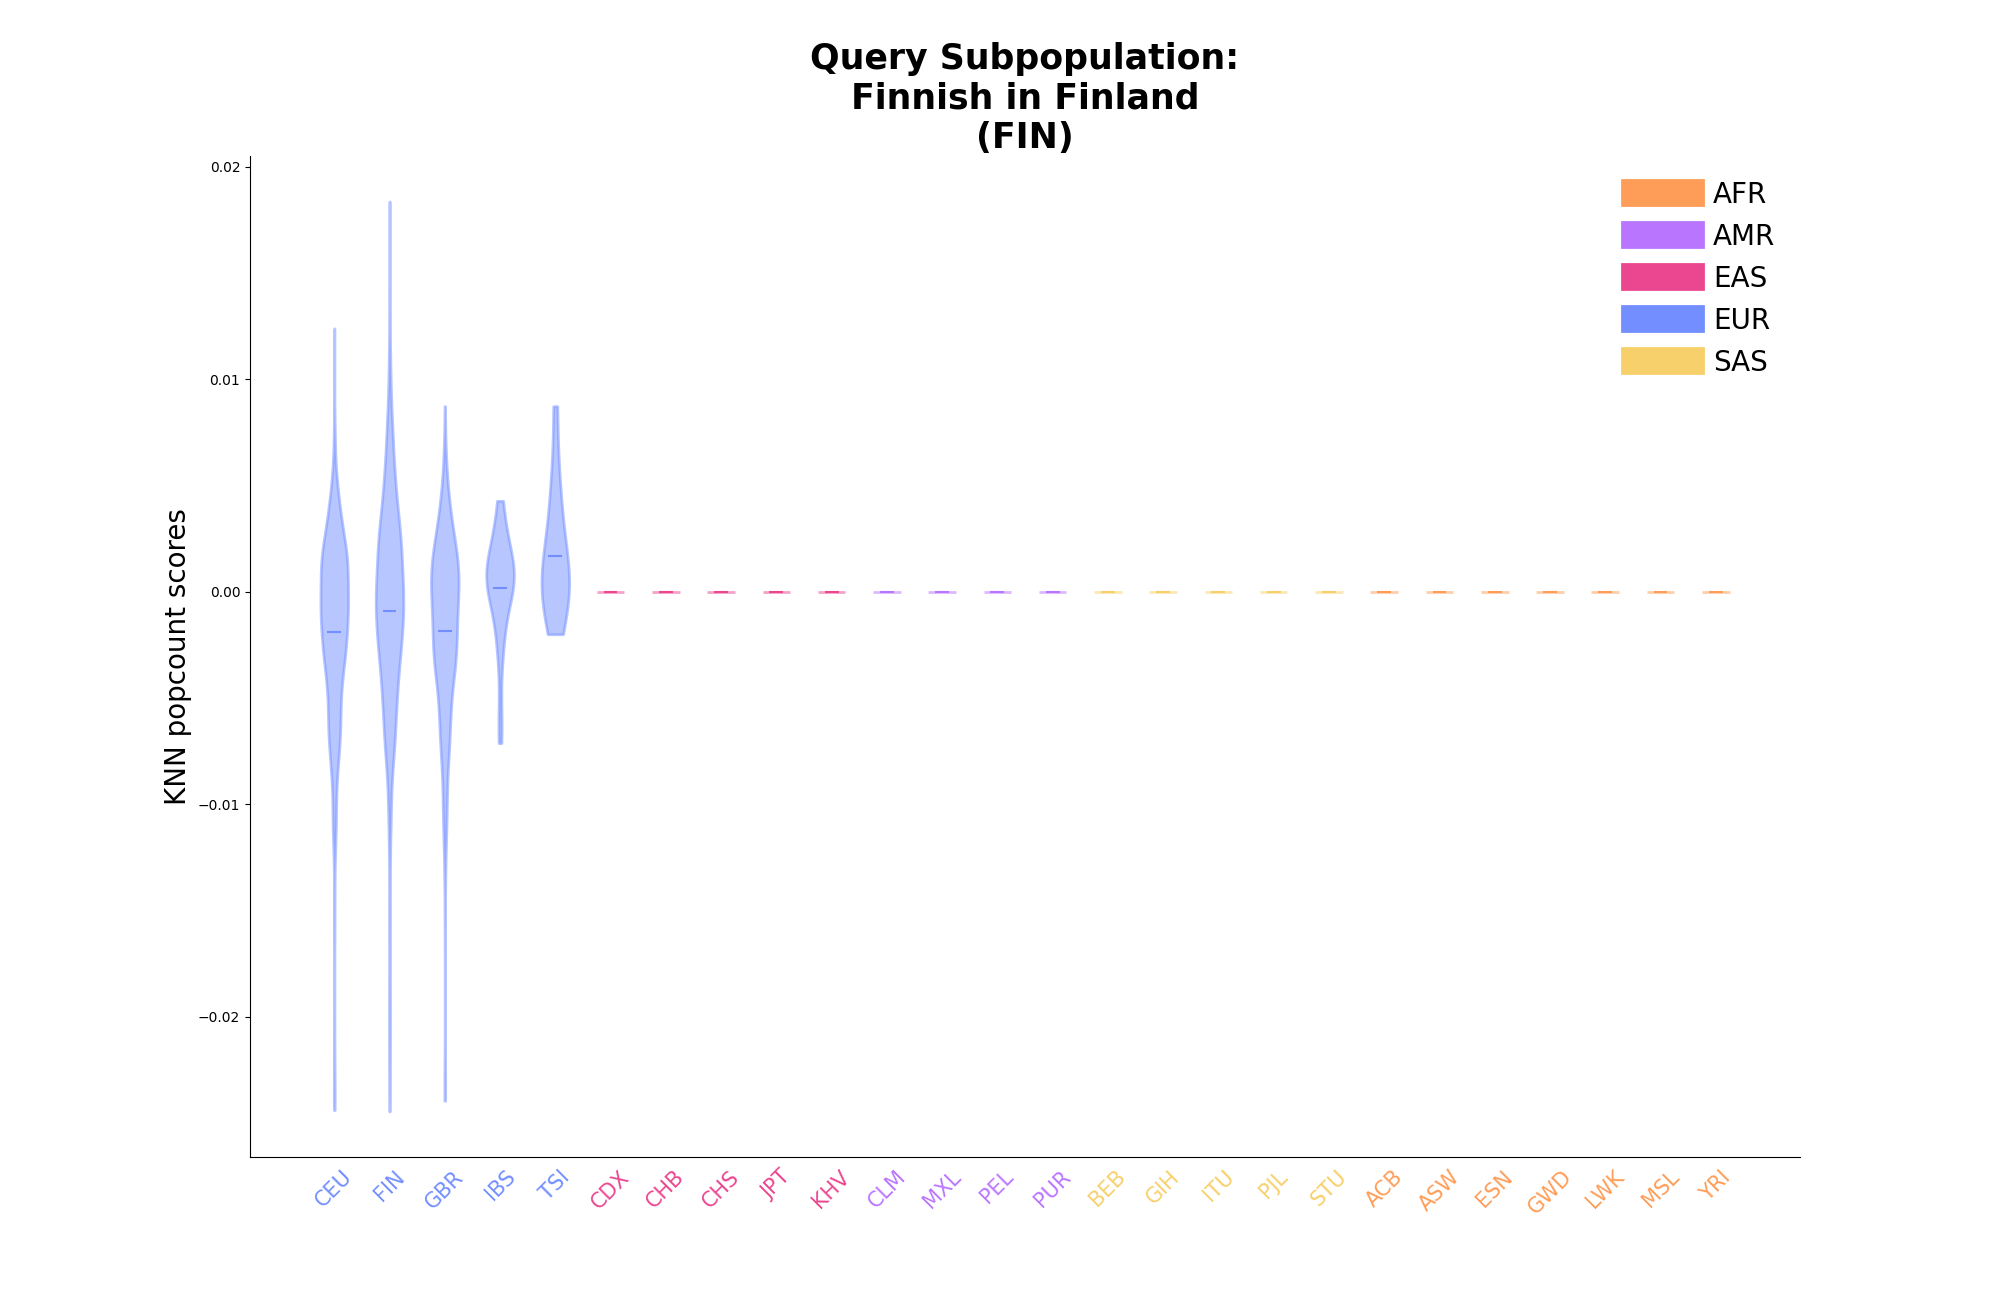 Query Subpopulation:
Finnish in Finland
(FIN)
0.02
0.01
0.00
−0.01
−0.02
KNN popcount scores
AFR
AMR
EAS
EUR
SAS
CEU
FIN
GBR
IBS
TSI
CDX
CHB
CHS
JPT
KHV
CLM
MXL
PEL
PUR
BEB
GIH
ITU
PJL
STU
ACB
ASW
ESN
GWD
LWK
MSL
YRI